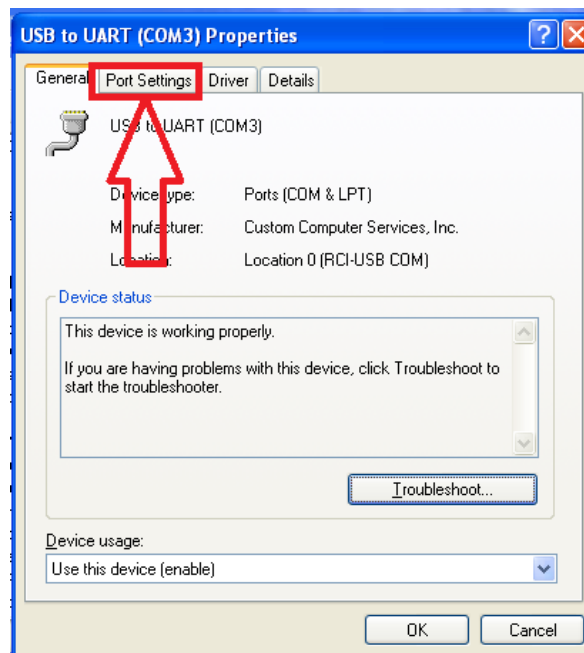 USB to UART (COM3) Properties
General Port Settings Driver Details
USB to UART (COM3)
Device type: Ports (COM & LPT)
Manufacturer: Custom Computer Services, Inc.
Location: Location 0 (RCI-USB COM)
Device status
This device is working properly.
If you are having problems with this device, click Troubleshoot to
start the troubleshooter.
Troubleshoot...
Device usage:
Use this device (enable)
OK Cancel